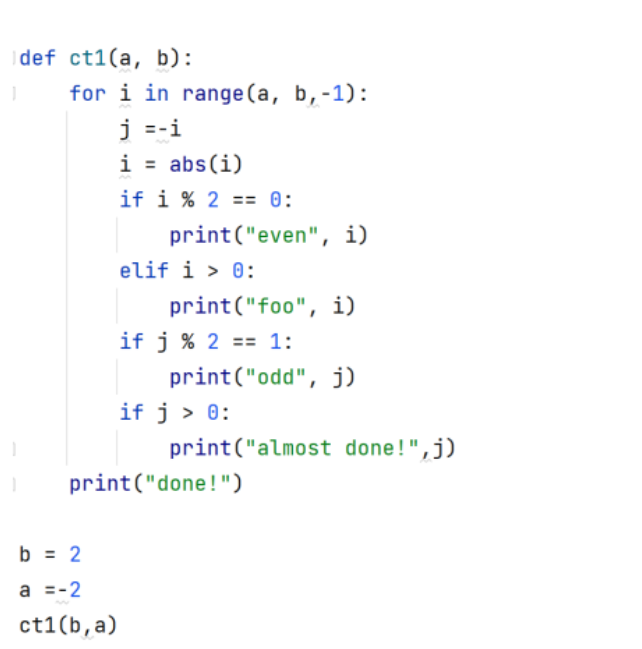 def ct1(a, b):
    for i in range(a, b,-1):
        j =-i
        i = abs(i)
        if i % 2 == 0:
            print("even", i)
        elif i > 0:
            print("foo", i)
        if j % 2 == 1:
            print("odd", j)
        if j > 0:
            print("almost done!",j)
    print("done!")

b = 2
a =-2
ct1(b,a)